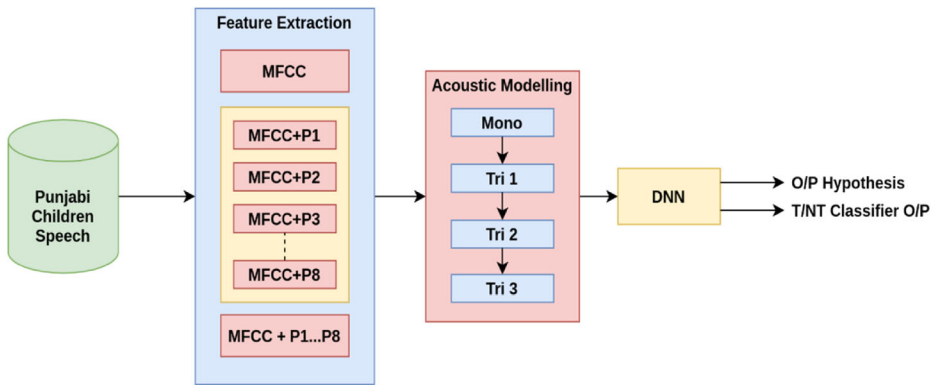 Punjabi
Children
Speech
Feature Extraction
MFCC
MFCC+P1
MFCC+P2
MFCC+P3
MFCC+P8
MFCC + P1...P8
Acoustic Modelling
Mono
Tri 1
Tri 2
Tri 3
DNN
O/P Hypothesis
T/NT Classifier O/P